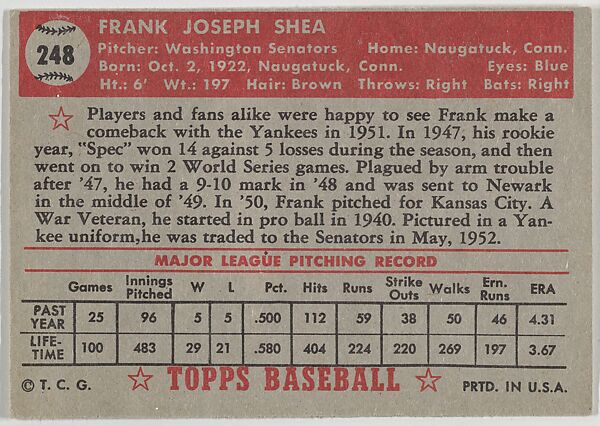 FRANK JOSEPH SHEA
248
Pitcher: Washington Senators Home: Naugatuck, Conn.
Born: Oct. 2, 1922, Naugatuck, Conn. Eyes: Blue
Ht.: 6' Wt.: 197 Hair: Brown Throws: Right Bats: Right
Players and fans alike were happy to see Frank make a
comeback with the Yankees in 1951. In 1947, his rookie
year, "Spec" won 14 against 5 losses during the season, and then
went on to win 2 World Series games. Plagued by arm trouble
after '47, he had a 9-10 mark in '48 and was sent to Newark
in the middle of '49. In '50, Frank pitched for Kansas City. A
War Veteran, he started in pro ball in 1940. Pictured in a Yan-
kee uniform,he was traded to the Senators in May, 1952.
MAJOR LEAGUE PITCHING RECORD
Games Innings Pitched W L Pct. Hits Runs Strike Outs Walks Ern. Runs ERA
PAST YEAR 25 96 5 5 .500 112 59 38 50 46 4.31
LIFE-TIME 100 483 29 21 .580 404 224 220 269 197 3.67
© T. C. G. TOPPS BASEBALL PRTD. IN U.S.A.